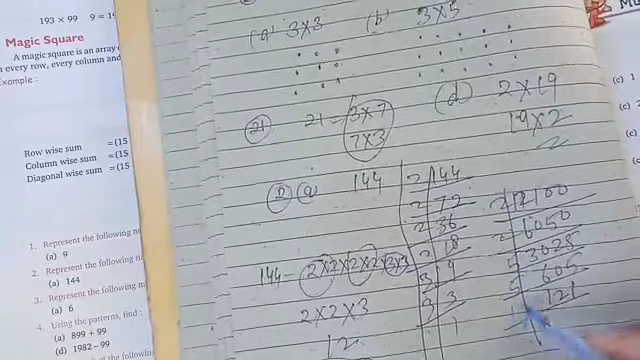 193 × 99 9 = 19
Magic Square
A magic square is an array o
every row, every column and
Example :
Row wise sum = (15
Column wise sum = (15
Diagonal wise sum = (15
1. Represent the following n
(a) 9
2. Represent the following n
(a) 144
3. Represent the following n
(a) 6
4. Using the patterns, find :
(a) 899 +
(d) 1982 – 99
(a) 3×3 (b) 3×5
21 21 = 3×7
7×3
(d) 2×19
19×2
2 a 144
2 144
2 72
2 36
2 18
3 9
3 3
1
144 - 2×2×2×2×3×3
2×2×3
12
2 12100
2 6050
5 3025
5 605
121
(c) 1
(c)
(c)
(c)